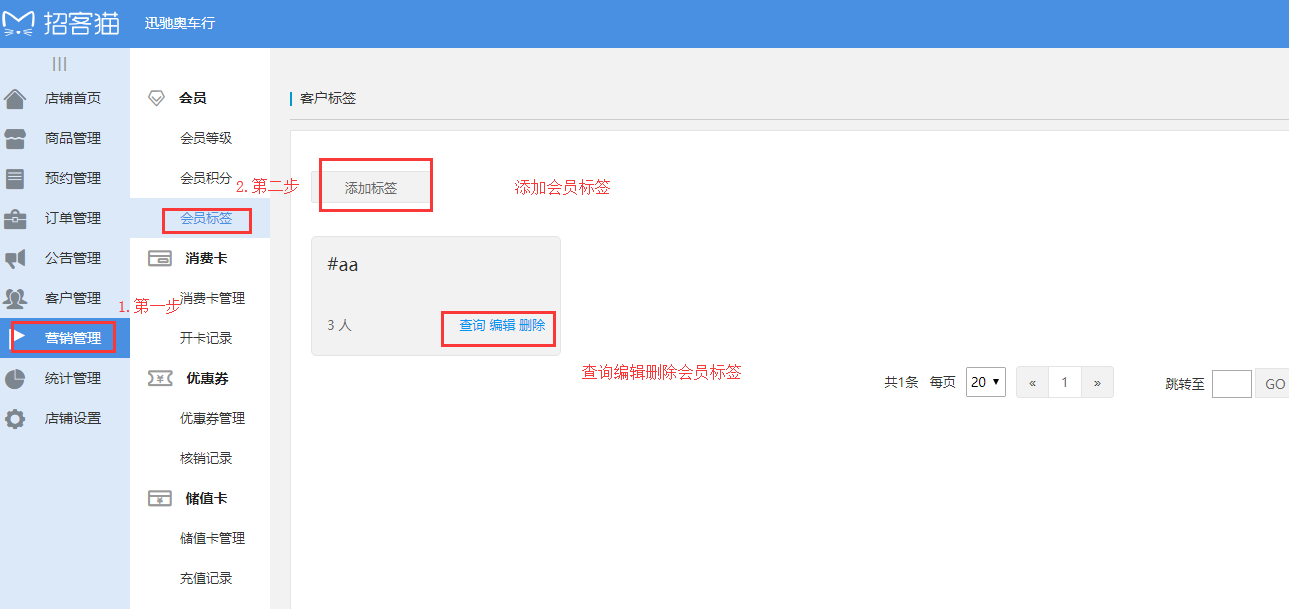 招客猫 迅驰奥车行
店铺首页
商品管理
预约管理
订单管理
公告管理
客户管理
1.第一步
营销管理
统计管理
店铺设置
会员
会员等级
会员积分
2.第二步
会员标签
消费卡
消费卡管理
开卡记录
优惠券
优惠券管理
核销记录
储值卡
储值卡管理
充值记录
客户标签
添加标签 添加会员标签
#aa
3 人 查询 编辑 删除
查询编辑删除会员标签
共1条 每页 20 ▼ « 1 » 跳转至 GO